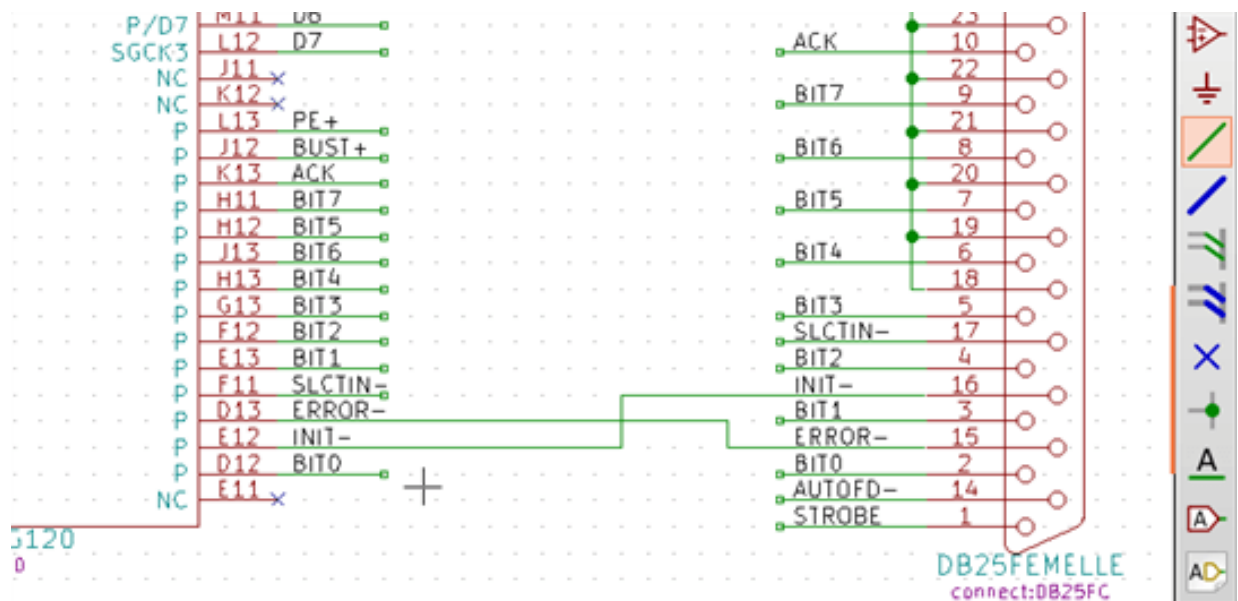 P/D7 M11 D6 23
SGCK3 L12 D7 ACK 10
NC J11 22
NC K12 BIT7 9
P L13 PE+ 21
P J12 BUST+ BIT6 8
P K13 ACK 20
P H11 BIT7 BIT5 7
P H12 BIT5 19
P J13 BIT6 BIT4 6
P H13 BIT4 18
P G13 BIT3 BIT3 5
P F12 BIT2 SLCTIN- 17
P E13 BIT1 BIT2 4
P F11 SLCTIN- INIT- 16
P D13 ERROR- BIT1 3
P E12 INIT- ERROR- 15
P D12 BIT0 BIT0 2
NC E11 AUTOFD- 14
STROBE 1
G120
D
DB25FEMELLE
connect:DB25FC
A
A
AD